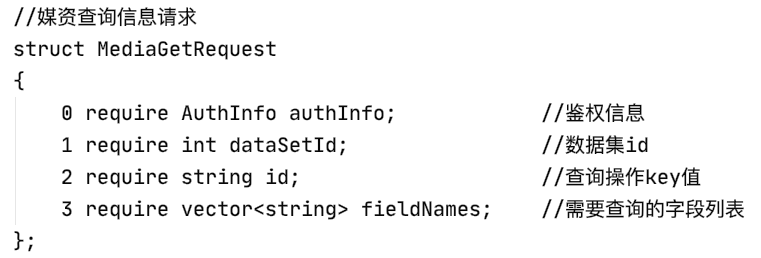 //媒资查询信息请求
struct MediaGetRequest
{
    0 require AuthInfo authInfo;            //鉴权信息
    1 require int dataSetId;                //数据集id
    2 require string id;                    //查询操作key值
    3 require vector<string> fieldNames;    //需要查询的字段列表
};